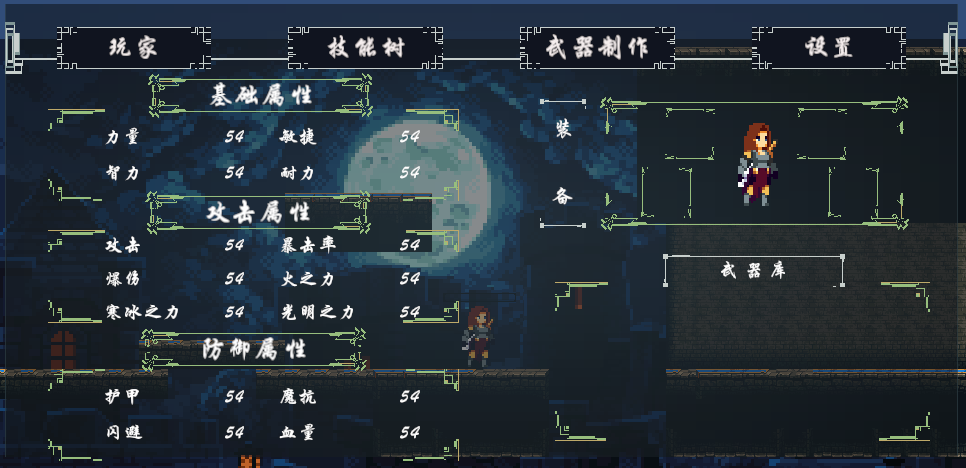 玩家 技能树 武器制作 设置
基础属性
力量 54 敏捷 54
智力 54 耐力 54
攻击属性
攻击 54 暴击率 54
爆伤 54 火之力 54
寒冰之力 54 光明之力 54
防御属性
护甲 54 魔抗 54
闪避 54 血量 54
装
备
武器库